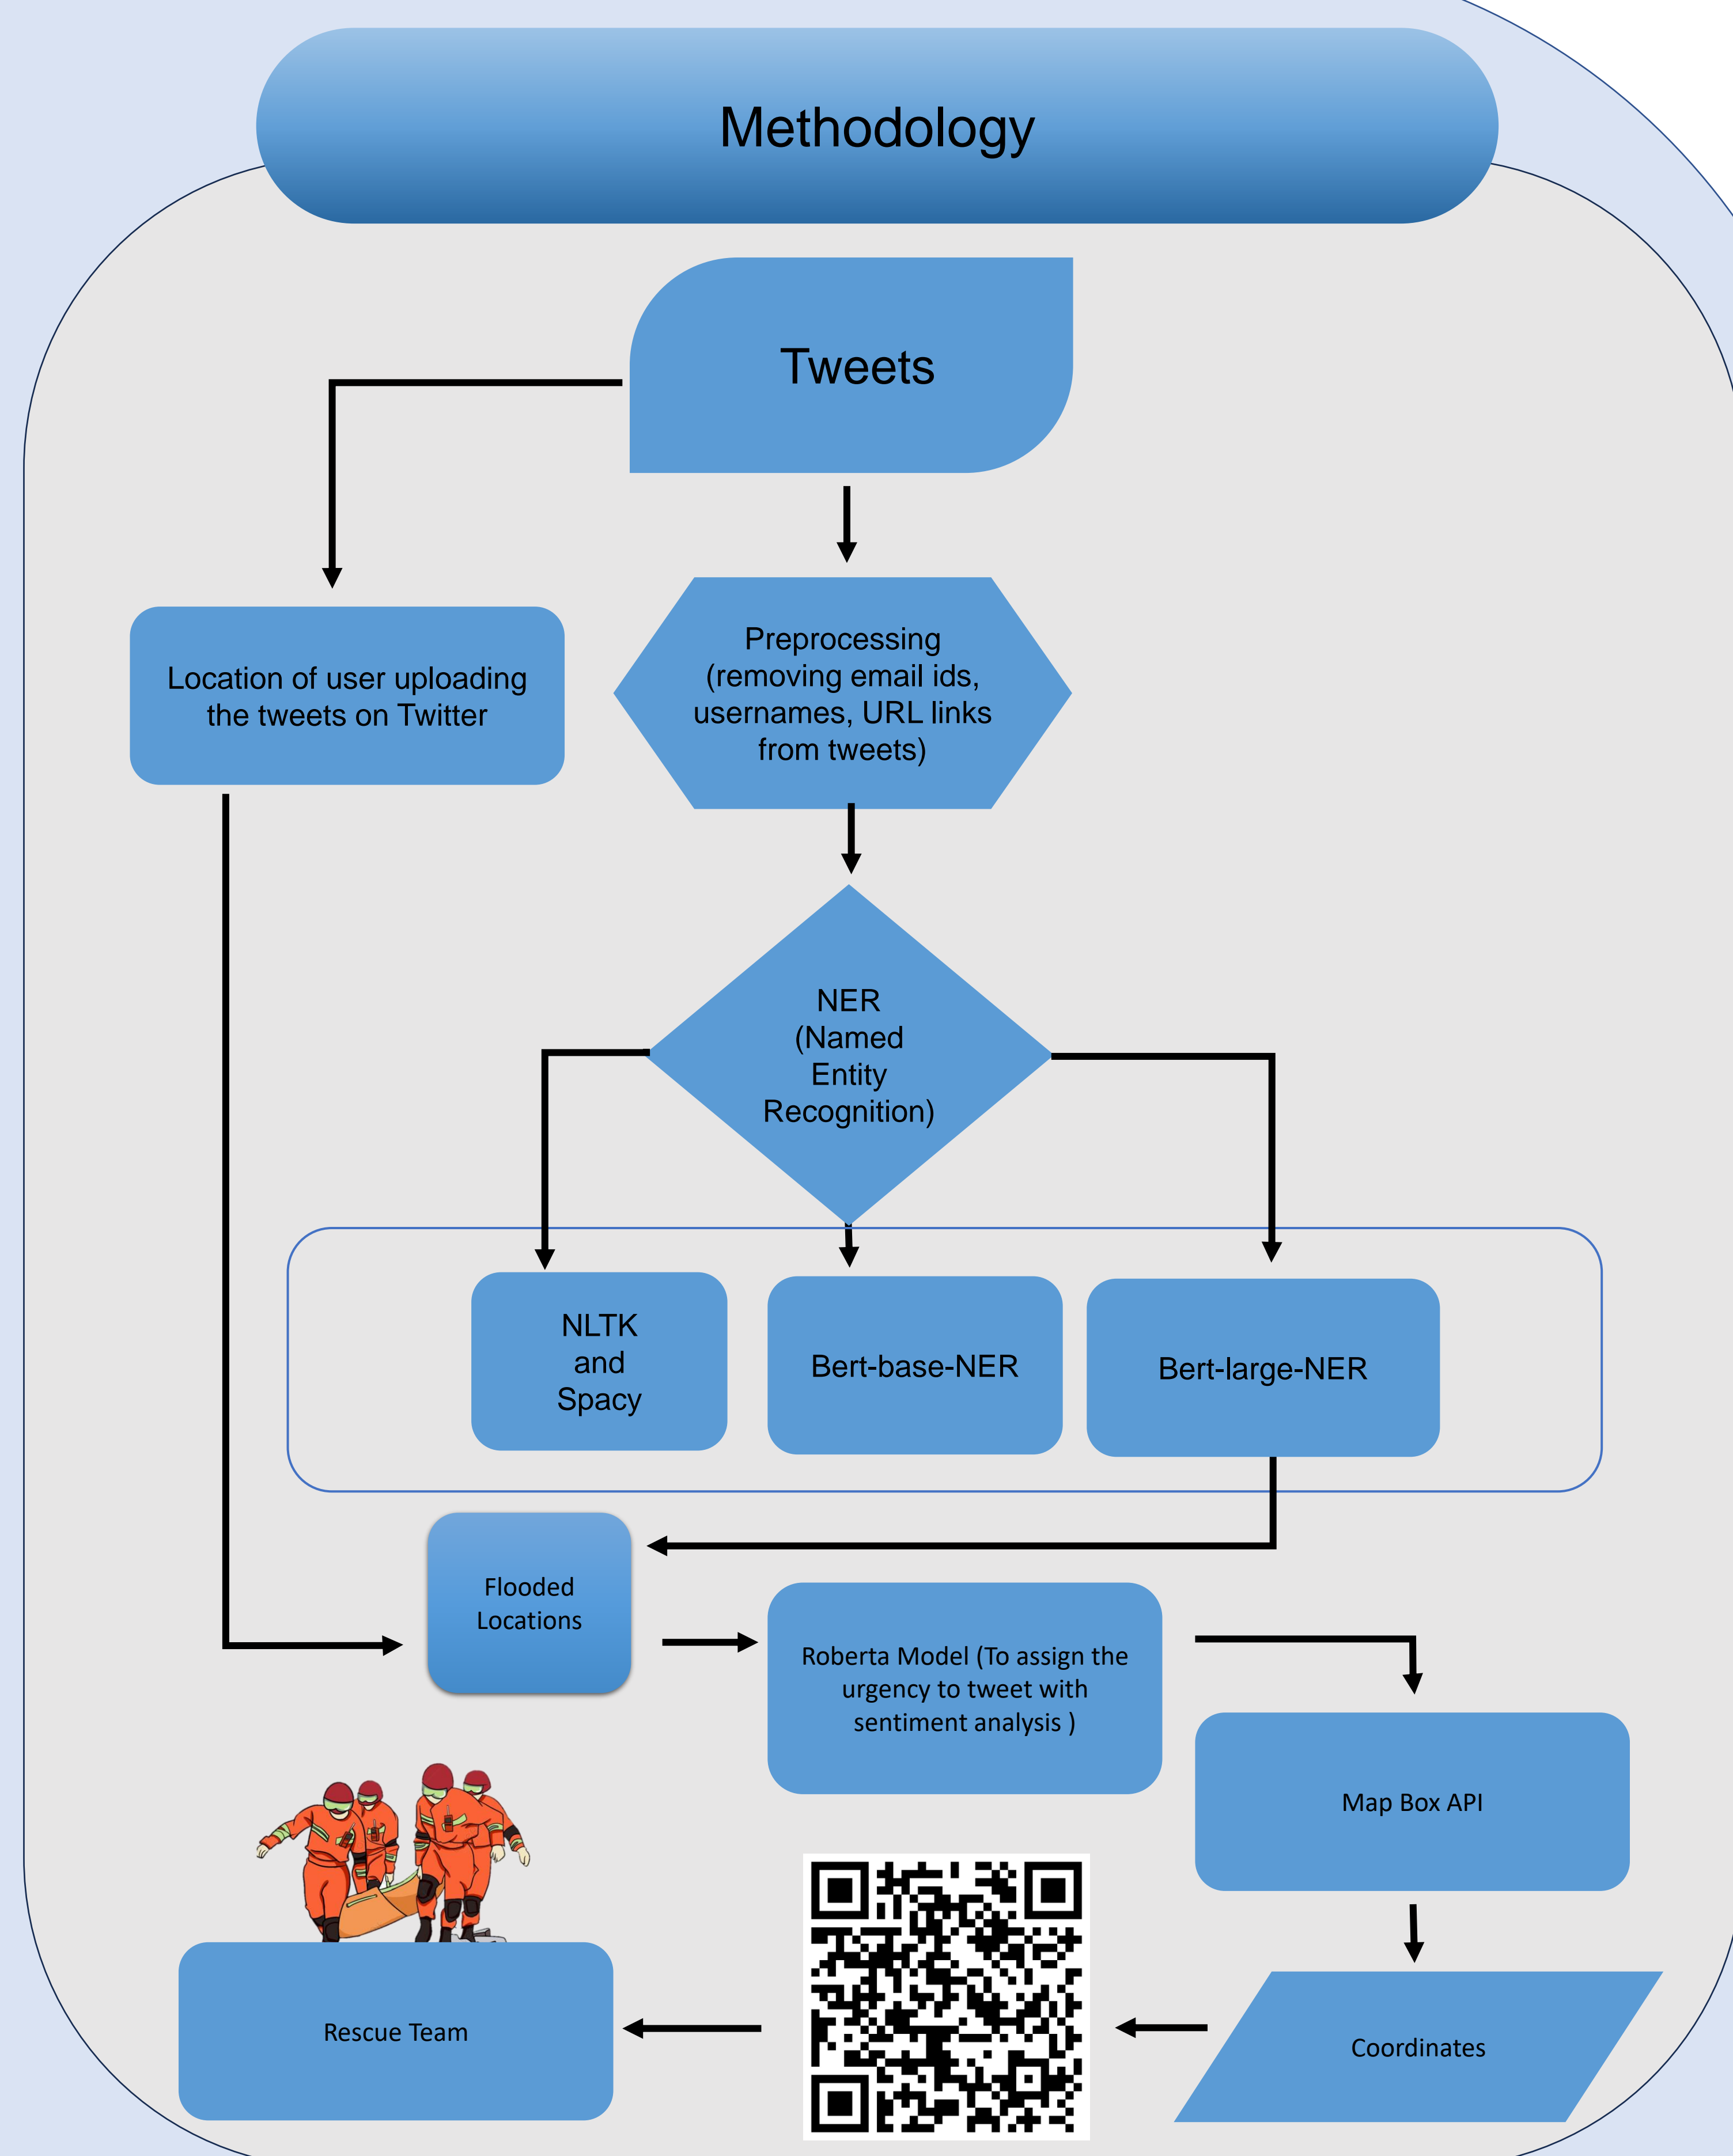 Methodology
Tweets
Location of user uploading
the tweets on Twitter
Preprocessing
(removing email ids,
usernames, URL links
from tweets)
NER
(Named
Entity
Recognition)
NLTK
and
Spacy
Bert-base-NER
Bert-large-NER
Flooded
Locations
Roberta Model (To assign the
urgency to tweet with
sentiment analysis )
Map Box API
Coordinates
Rescue Team